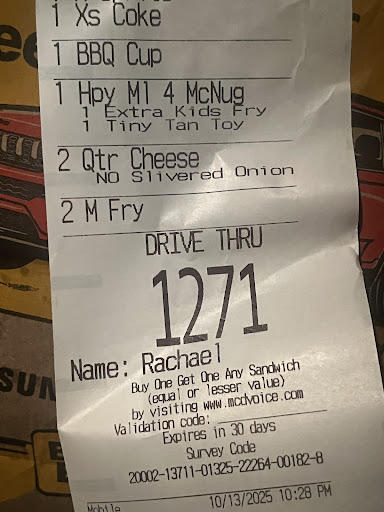 1 Xs Coke
1 BBQ Cup
1 Hpy Ml 4 McNug
1 Extra Kids Fry
1 Tiny Tan Toy
2 Qtr Cheese
NO Slivered Onion
2 M Fry
DRIVE THRU
1271
Name: Rachael
Buy One Get One Any Sandwich
(equal or lesser value)
by visiting www.mcdvoice.com
Validation code:
Expires in 30 days
Survey Code
20002-13711-01325-22264-00182-8
Mobile
10/13/2025 10:28 PM
SUN